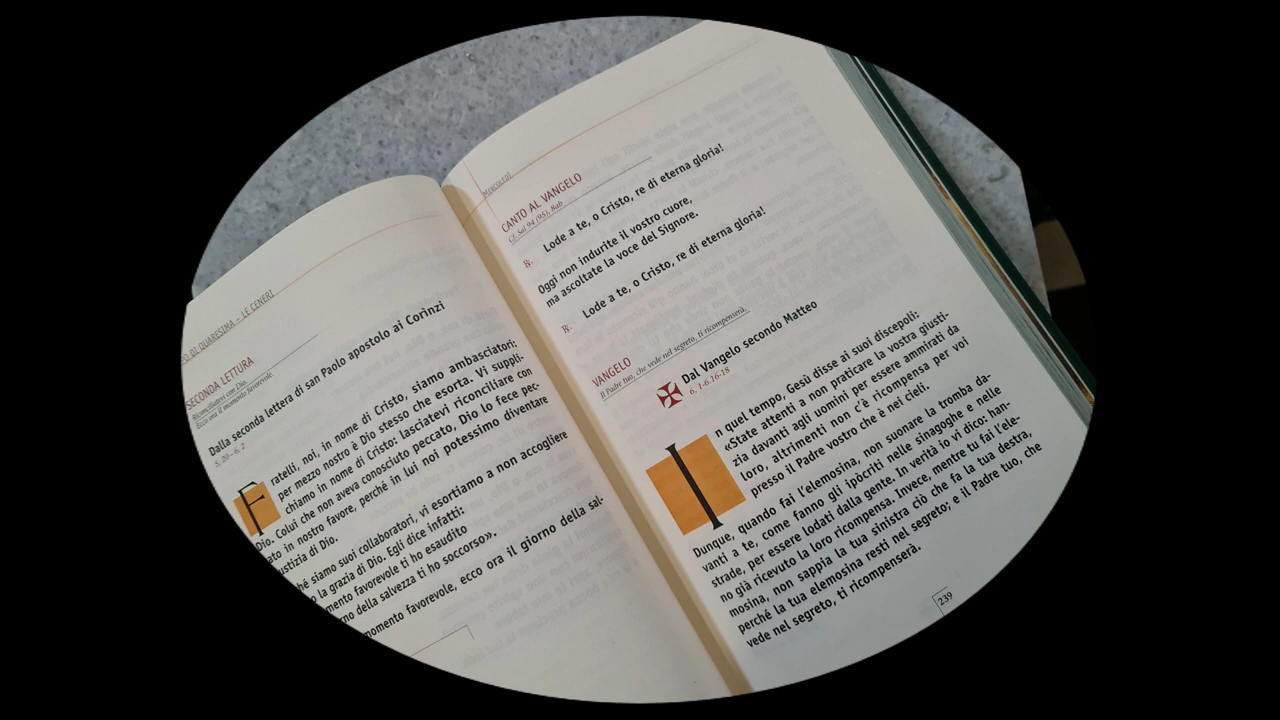 PO DI QUARESIMA – LE CENERI
SECONDA LETTURA
Riconciliatevi con Dio.
Ecco ora il momento favorevole.
Dalla seconda lettera di san Paolo apostolo ai Corìnzi
5, 20 – 6, 2
Fratelli, noi, in nome di Cristo, siamo ambasciatori:
per mezzo nostro è Dio stesso che esorta. Vi suppli-
chiamo in nome di Cristo: lasciatevi riconciliare con
Dio. Colui che non aveva conosciuto peccato, Dio lo fece pec-
ato in nostro favore, perché in lui noi potessimo diventare
ustizia di Dio.
hé siamo suoi collaboratori, vi esortiamo a non accogliere
o la grazia di Dio. Egli dice infatti:
mento favorevole ti ho esaudito
rno della salvezza ti ho soccorso».
momento favorevole, ecco ora il giorno della sal-
MERCOLEDÌ
CANTO AL VANGELO
Cf. Sal 94 (95), 8ab
℟. Lode a te, o Cristo, re di eterna gloria!
Oggi non indurite il vostro cuore,
ma ascoltate la voce del Signore.
℟. Lode a te, o Cristo, re di eterna gloria!
VANGELO
Il Padre tuo, che vede nel segreto, ti ricompenserà.
✠ Dal Vangelo secondo Matteo
6, 1-6.16-18
In quel tempo, Gesù disse ai suoi discepoli:
«State attenti a non praticare la vostra giusti-
zia davanti agli uomini per essere ammirati da
loro, altrimenti non c'è ricompensa per voi
presso il Padre vostro che è nei cieli.
Dunque, quando fai l'elemosina, non suonare la tromba da-
vanti a te, come fanno gli ipòcriti nelle sinagoghe e nelle
strade, per essere lodati dalla gente. In verità io vi dico: han-
no già ricevuto la loro ricompensa. Invece, mentre tu fai l'ele-
mosina, non sappia la tua sinistra ciò che fa la tua destra,
perché la tua elemosina resti nel segreto; e il Padre tuo, che
vede nel segreto, ti ricompenserà.
239